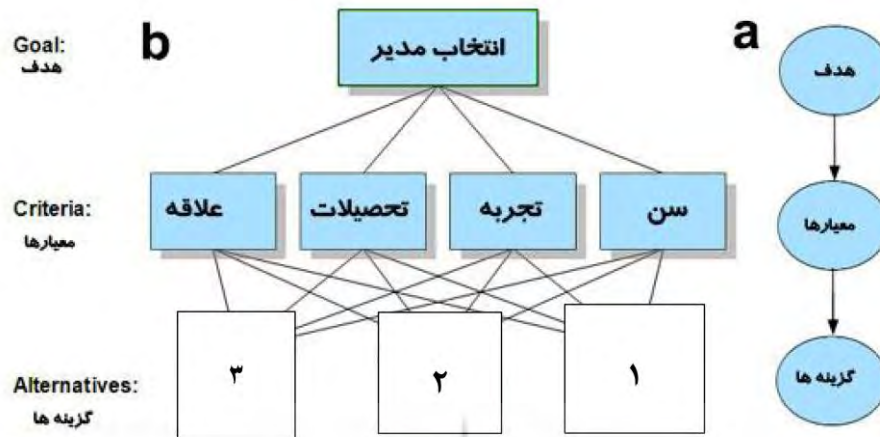 Goal:
هدف
b
انتخاب مدیر
a
هدف
Criteria:
معیارها
علاقه
تحصیلات
تجربه
سن
معیارها
Alternatives:
گزینه ها
۳
۲
۱
گزینه ها